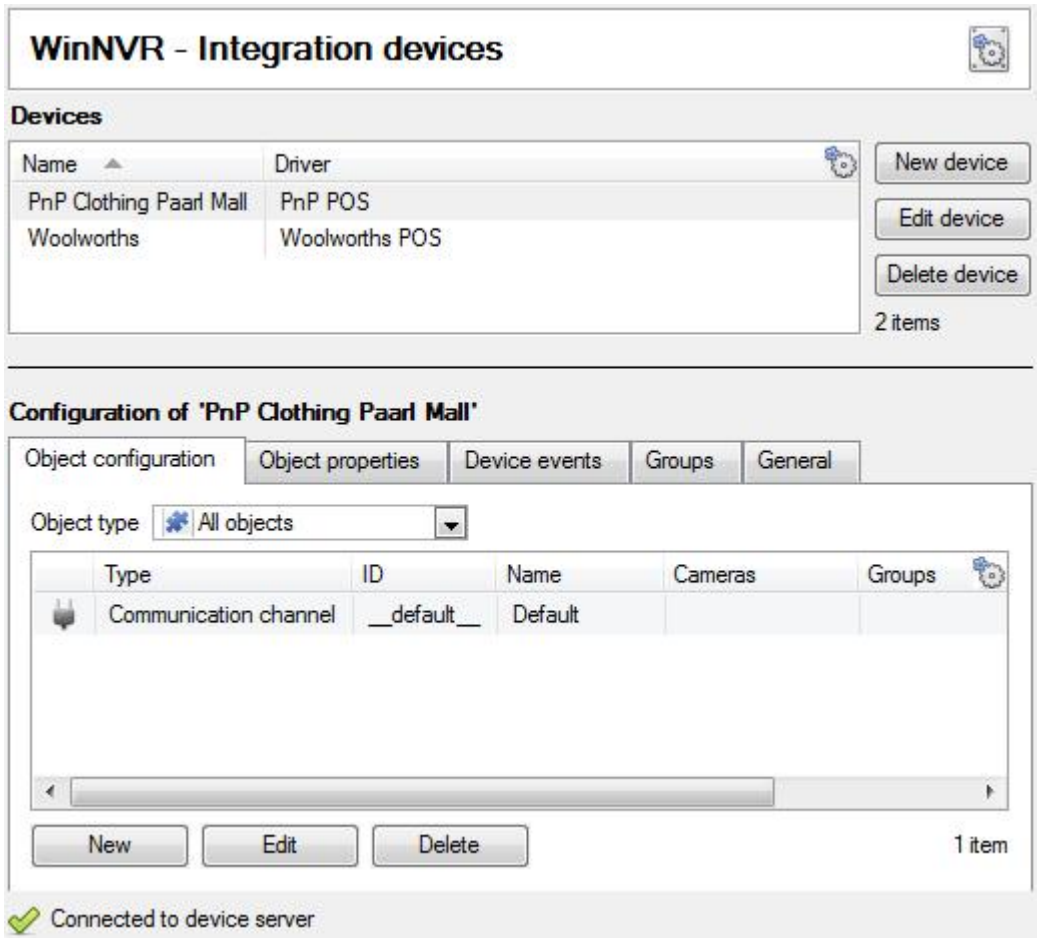 WinNVR - Integration devices
Devices
Name Driver
PnP Clothing Paarl Mall PnP POS
Woolworths Woolworths POS
New device
Edit device
Delete device
2 items
Configuration of 'PnP Clothing Paarl Mall'
Object configuration Object properties Device events Groups General
Object type All objects
Type ID Name Cameras Groups
Communication channel __default__ Default
New Edit Delete 1 item
Connected to device server